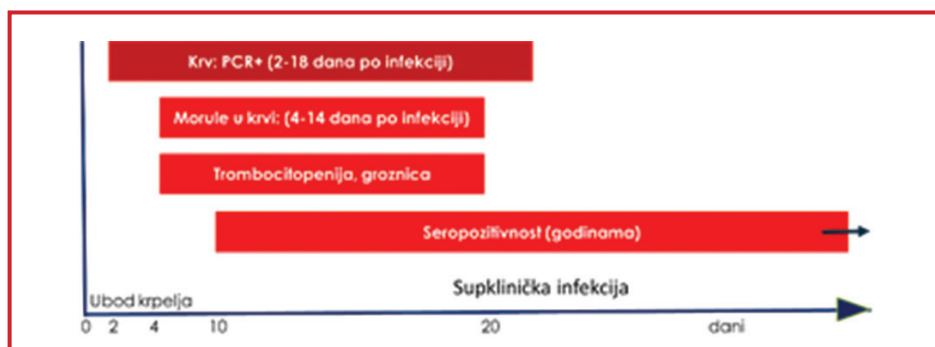 Krv: PCR+ (2-18 dana po infekciji)
Morule u krvi: (4-14 dana po infekciji)
Trombocitopenija, groznica
Seropozitivnost (godinama)
Ubod krpelja
Supklinička infekcija
0 2 4 10 20 dani